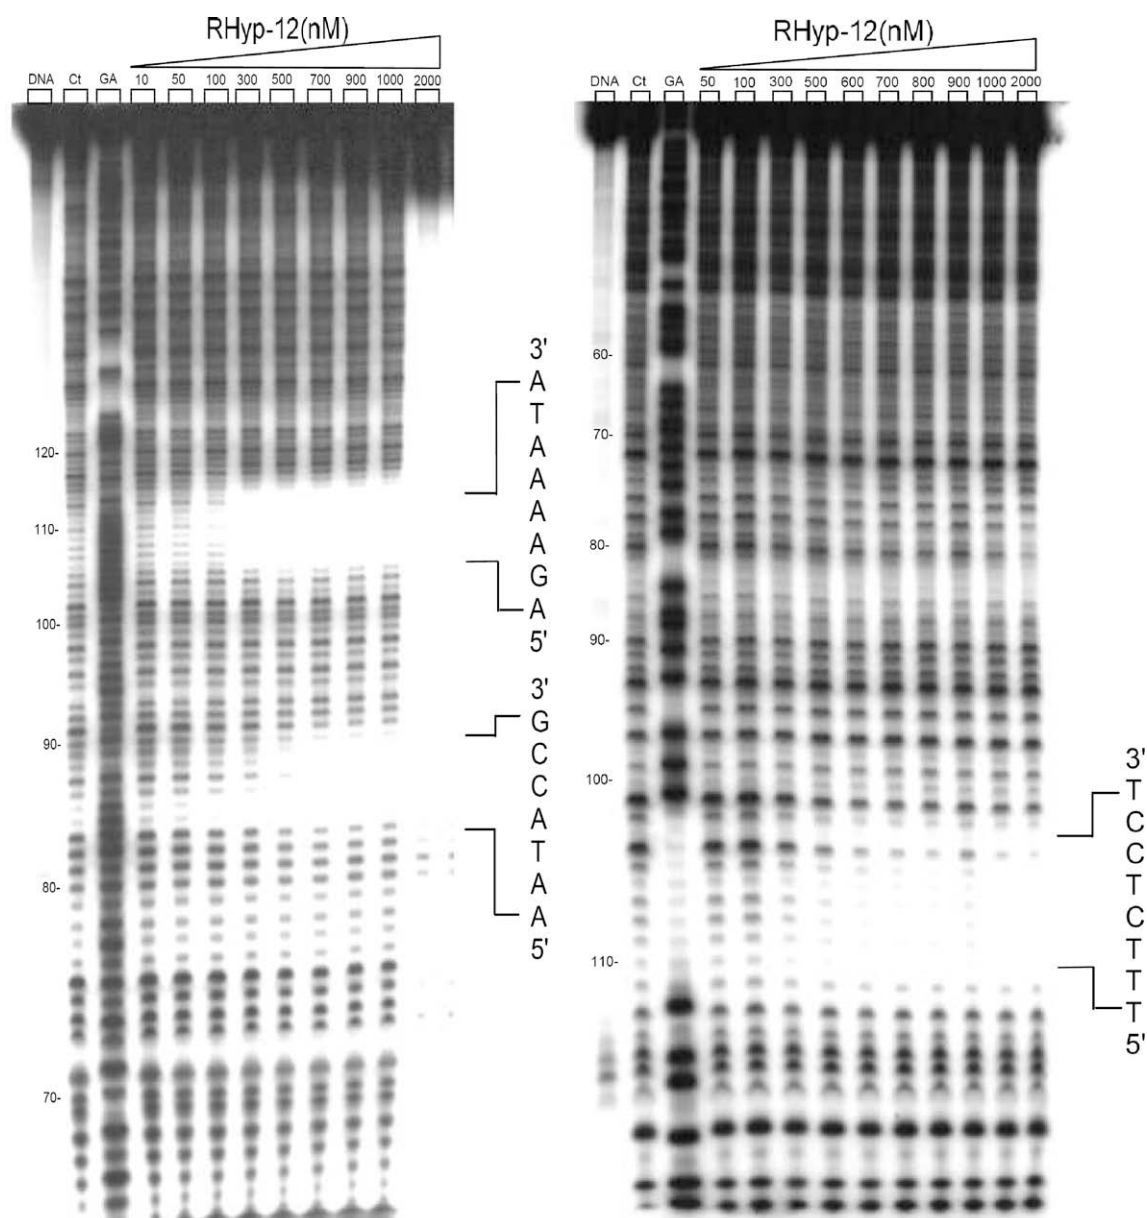 RHyp-12(nM)
DNA Ct GA 10 50 100 300 500 700 900 1000 2000
120-
110-
100-
90-
80-
70-
3'
A
T
A
A
A
A
G
A
5'
3'
G
C
C
A
T
A
A
5'
RHyp-12(nM)
DNA Ct GA 50 100 300 500 600 700 800 900 1000 2000
60-
70-
80-
90-
100-
110-
3'
T
C
C
T
C
T
T
T
5'